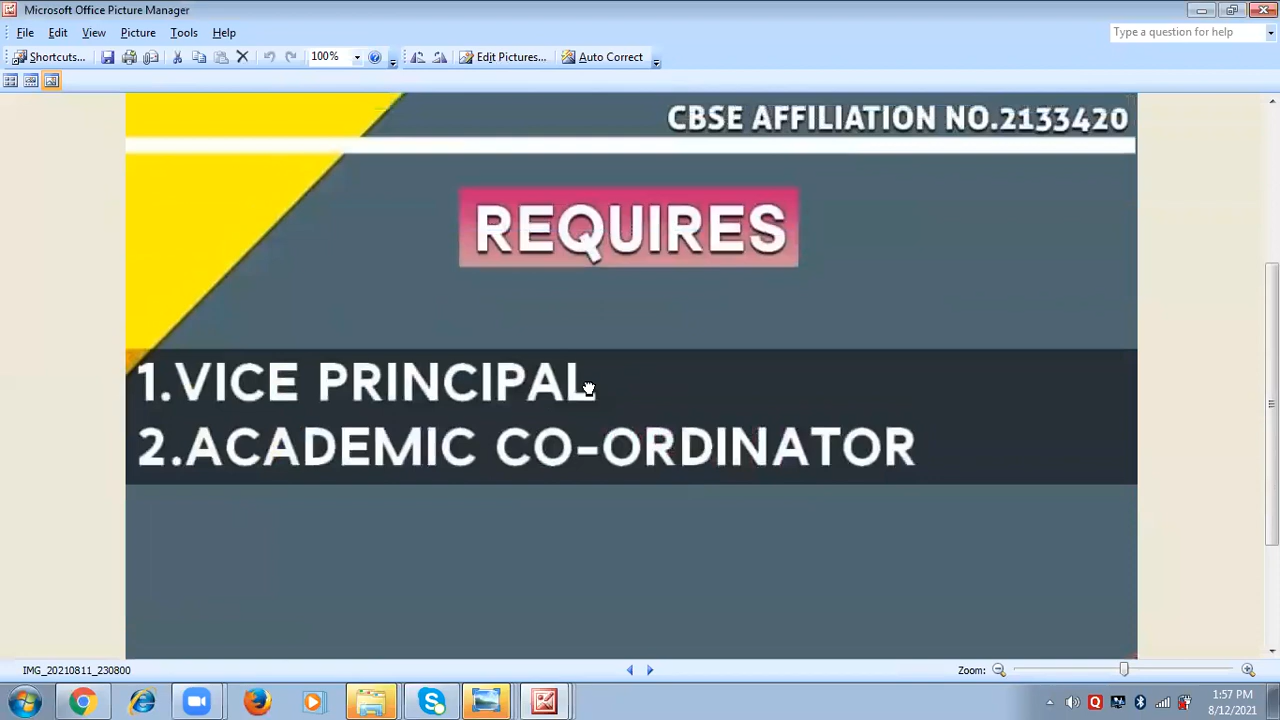 Microsoft Office Picture Manager
File Edit View Picture Tools Help
Type a question for help
Shortcuts... 100% Edit Pictures... Auto Correct
CBSE AFFILIATION NO.2133420
REQUIRES
1.VICE PRINCIPAL
2.ACADEMIC CO-ORDINATOR
IMG_20210811_230800
Zoom:
1:57 PM
8/12/2021